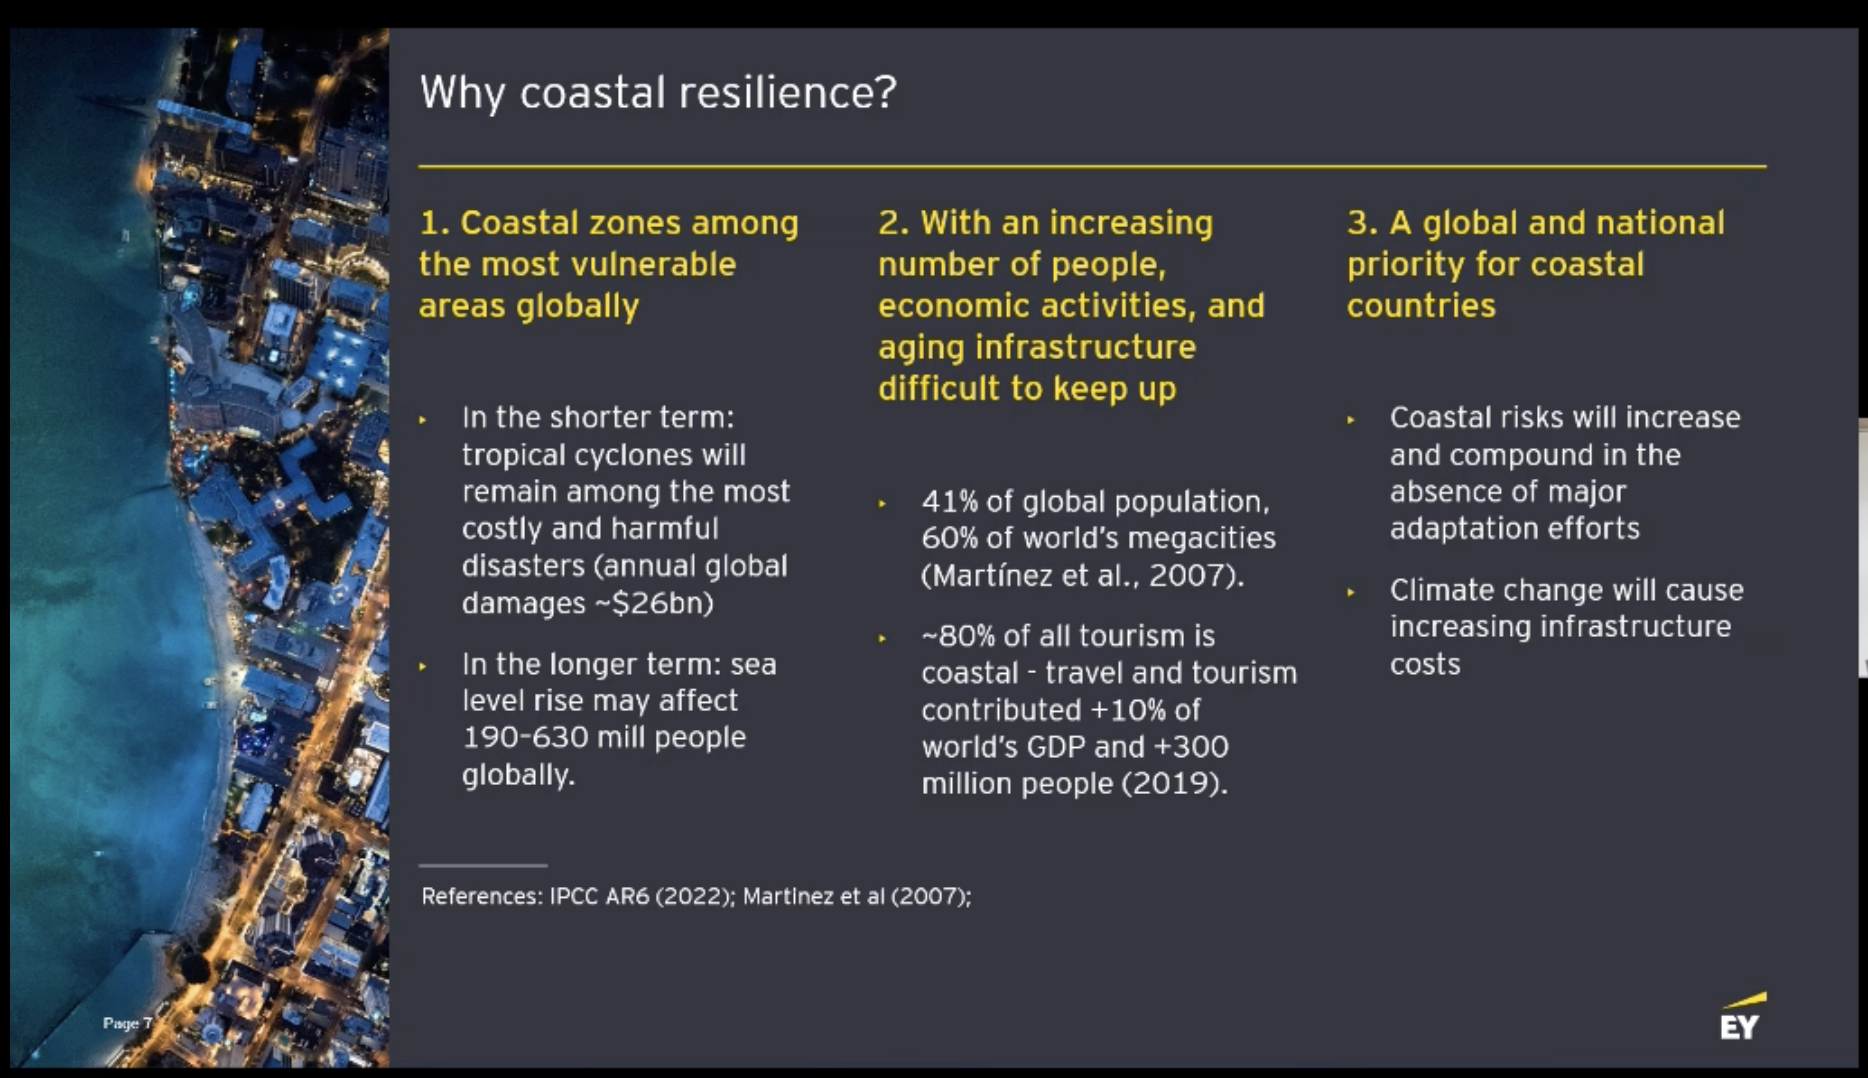 Why coastal resilience?
1. Coastal zones among
the most vulnerable
areas globally
In the shorter term:
tropical cyclones will
remain among the most
costly and harmful
disasters (annual global
damages ~$26bn)
In the longer term: sea
level rise may affect
190-630 mill people
globally.
2. With an increasing
number of people,
economic activities, and
aging infrastructure
difficult to keep up
41% of global population,
60% of world's megacities
(Martínez et al., 2007).
~80% of all tourism is
coastal - travel and tourism
contributed +10% of
world's GDP and +300
million people (2019).
3. A global and national
priority for coastal
countries
Coastal risks will increase
and compound in the
absence of major
adaptation efforts
Climate change will cause
increasing infrastructure
costs
References: IPCC AR6 (2022); Martinez et al (2007);
Page 7
EY